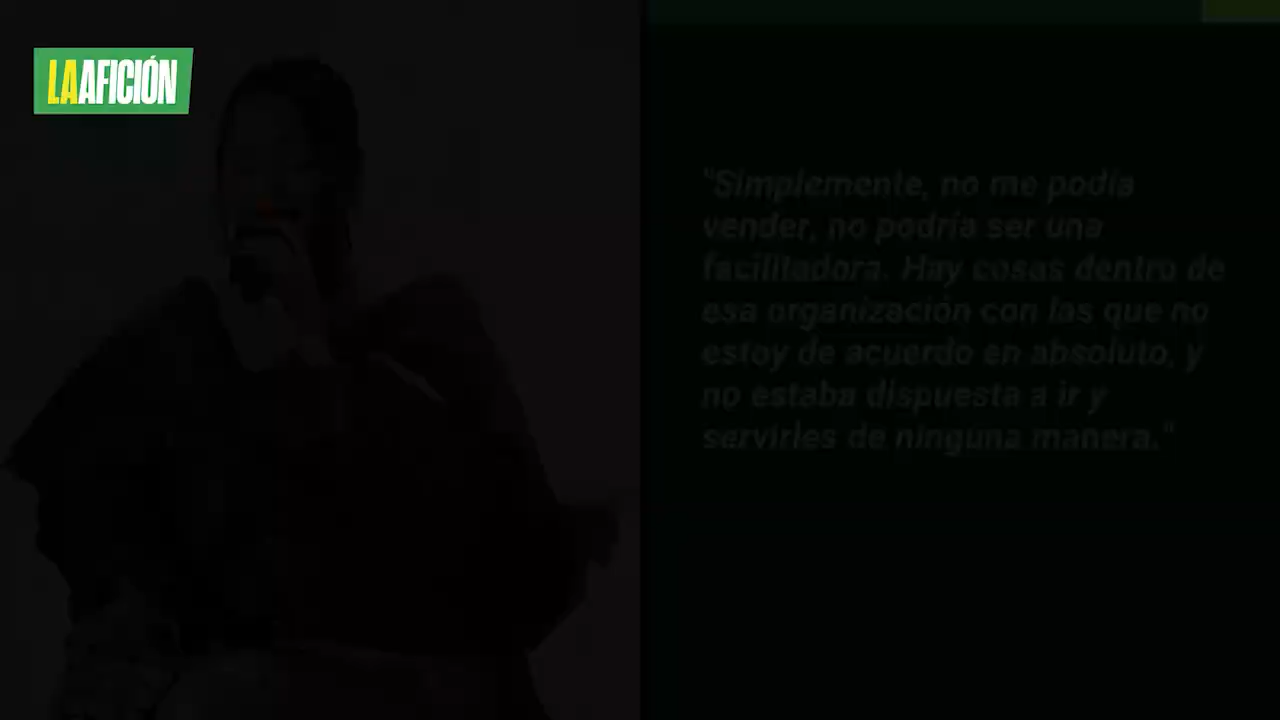 LAAFICIÓN
"Simplemente, no me podía
vender, no podría ser una
facilitadora. Hay cosas dentro de
esa organización con las que no
estoy de acuerdo en absoluto, y
no estaba dispuesta a ir y
servirles de ninguna manera."